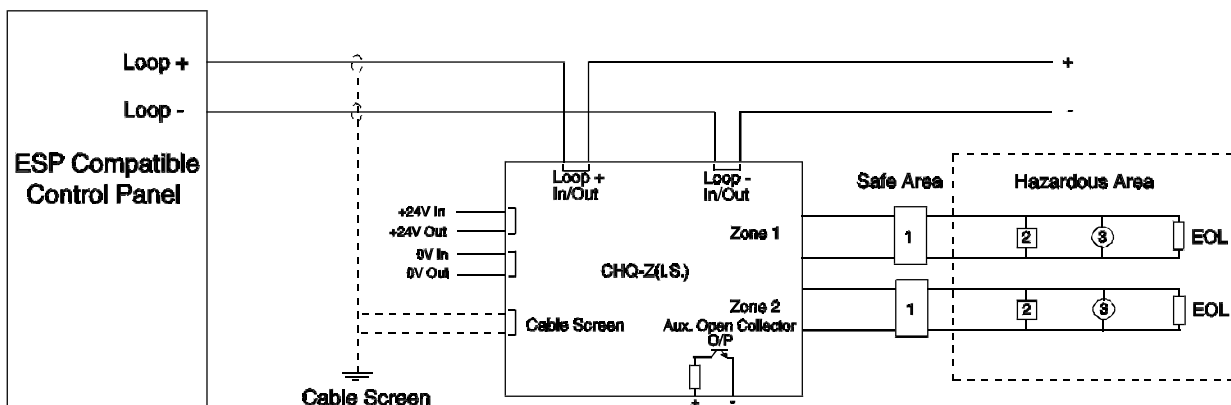 Loop +
Loop -
ESP Compatible
Control Panel
+
-
Loop +
In/Out
Loop -
In/Out
Safe Area
Hazardous Area
+24V In
+24V Out
0V In
0V Out
Zone 1
1
2
3
EOL
CHQ-Z(I.S.)
Zone 2
1
2
3
EOL
Cable Screen
Aux. Open Collector
O/P
+
-
Cable Screen